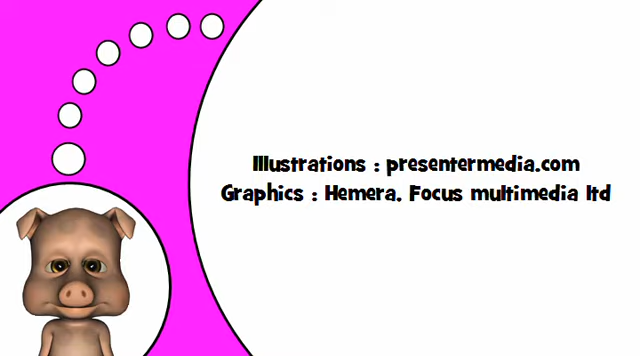 Illustrations : presentermedia.com
Graphics : Hemera. Focus multimedia ltd